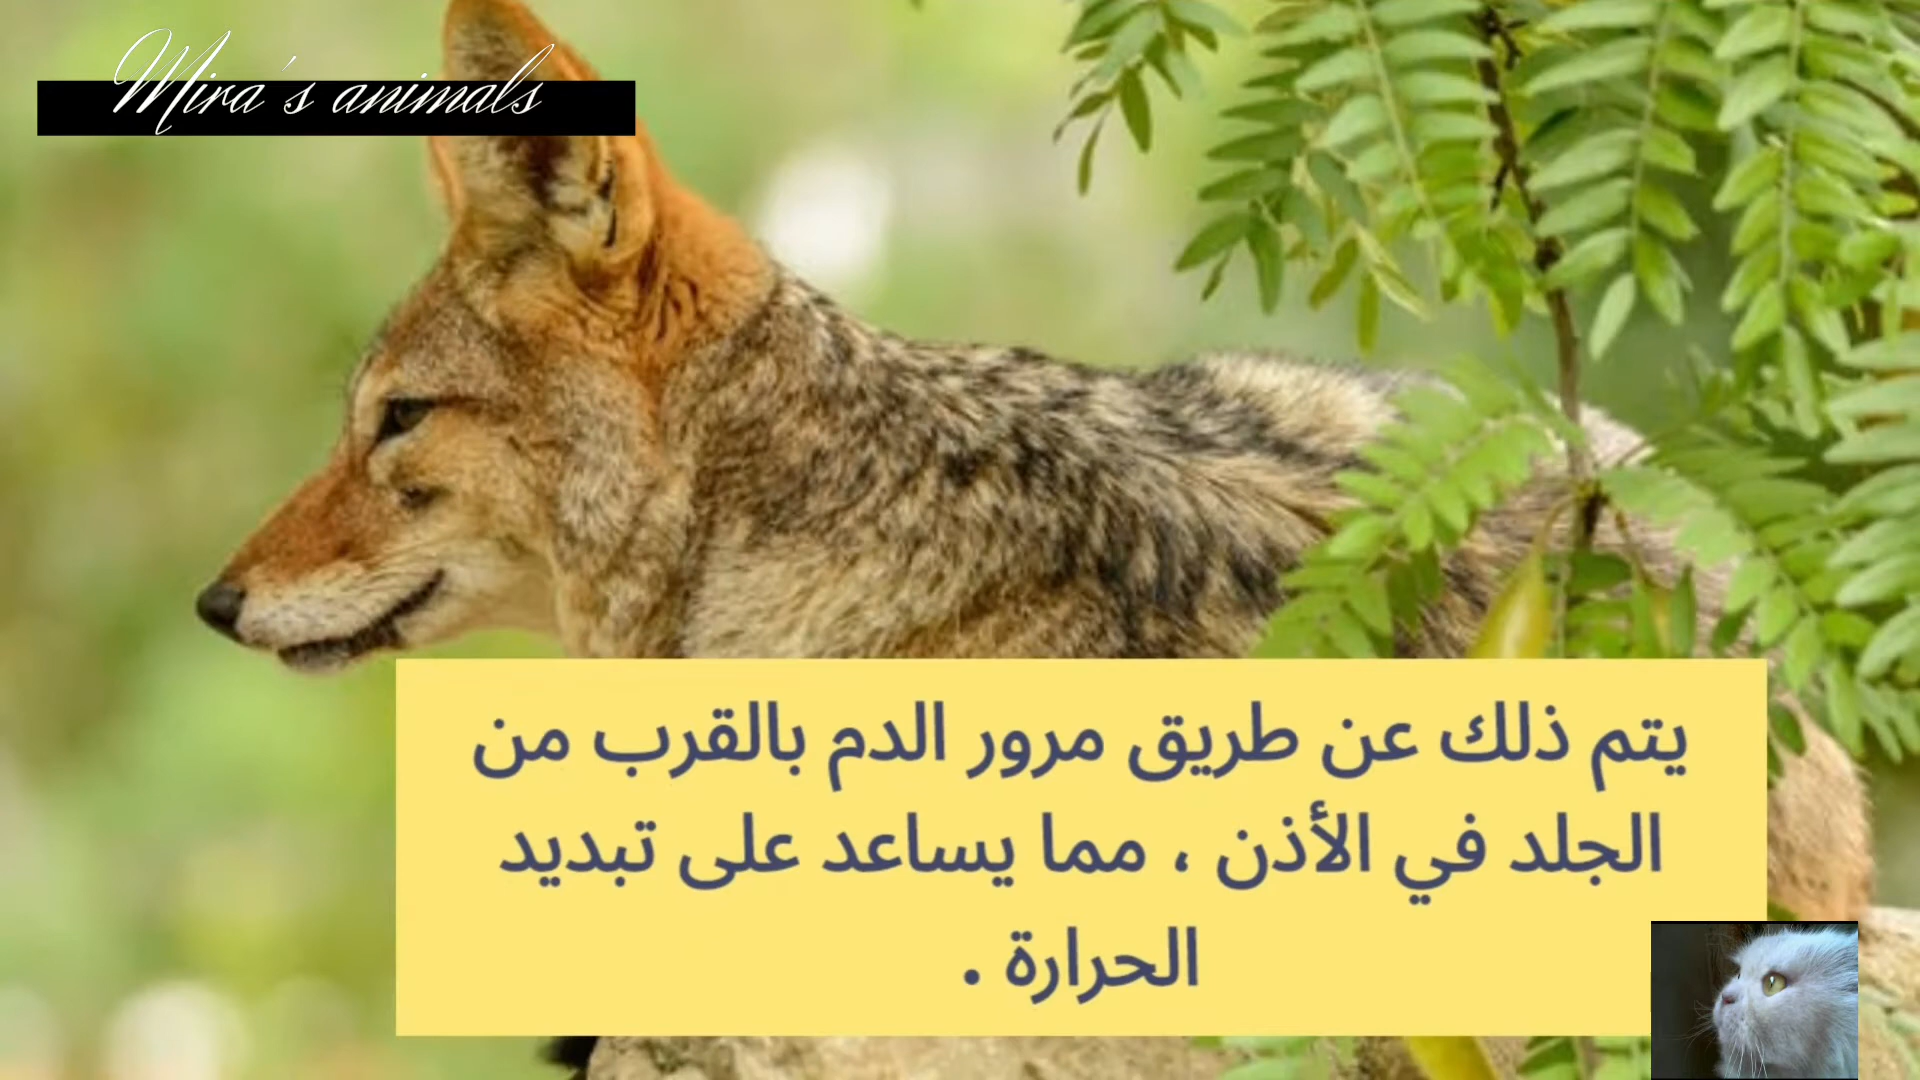 Mira's animals
يتم ذلك عن طريق مرور الدم بالقرب من
الجلد في الأذن ، مما يساعد على تبديد
الحرارة .